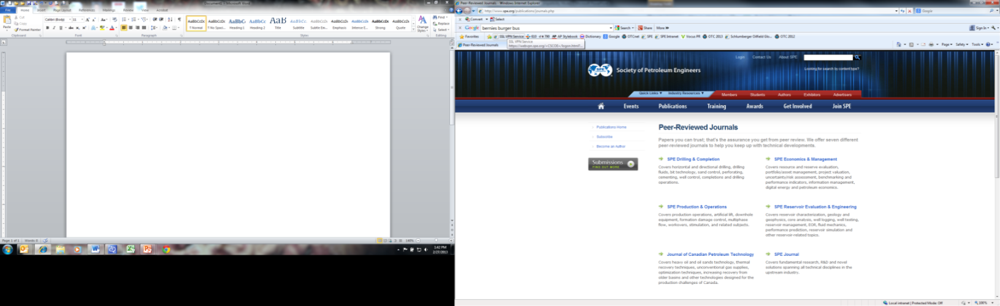 Document1 - Microsoft Word
File Home Insert Page Layout References Mailings Review View Acrobat
Paste
Cut
Copy
Format Painter
Calibri (Body) 11
AaBbCcDc AaBbCcDc AaBbC AaBbCc AaB AaBbCc AaBbCcDc AaBbCcDc AaBbCcDc AaBbCcDc AaBbCcDc
¶ Normal No Spaci... Heading 1 Heading 2 Title Subtitle Subtle Em... Emphasis Intense E... Strong Quote
Change Styles
Find
Replace
Select
Clipboard Font Paragraph Styles Editing
Page: 1 of 1 Words: 0 140%
3:42 PM
2/27/2013
Peer-Reviewed Journals - Windows Internet Explorer
http://www.spe.org/publications/journals.php
Google
Convert Select
Google bernies burger bus Search Share More » Sign In
Favorites SSL VPN Service AP AP Stylebook Dictionary Google OTCnet SPE SPE Intranet Vocus PR OTC 2013 Schlumberger Oilfield Glo... OTC 2012
SSL VPN Service
Peer-Reviewed Journals
Page Safety Tools
Login Contact Us About SPE
SPE
Society of Petroleum Engineers
Looking for search by content type?
Quick Links Industry Resources Members Students Authors Exhibitors Advertisers
Events Publications Training Awards Get Involved Join SPE
Publications Home
Subscribe
Become an Author
Submissions
FIND OUT MORE
Peer-Reviewed Journals
Papers you can trust; that's the assurance you get from peer review. We offer seven different
peer-reviewed journals to help you keep up with technical developments.
SPE Drilling & Completion
Covers horizontal and directional drilling, drilling
fluids, bit technology, sand control, perforating,
cementing, well control, completions and drilling
operations.
SPE Economics & Management
Covers resource and reserve evaluation,
portfolio/asset management, project valuation,
uncertainty/risk assessment, benchmarking and
performance indicators, information management,
digital energy and petroleum economics.
SPE Production & Operations
Covers production operations, artificial lift, downhole
equipment, formation damage control, multiphase
flow, workovers, stimulation, and related subjects.
SPE Reservoir Evaluation & Engineering
Covers reservoir characterization, geology and
geophysics, core analysis, well logging, well testing,
reservoir management, EOR, fluid mechanics,
performance prediction, reservoir simulation and
other reservoir-related topics.
Journal of Canadian Petroleum Technology
Covers heavy oil and oil sands technology, thermal
recovery techniques, unconventional gas supplies,
optimization techniques, increasing recovery from
older basins and other technologies designed for the
production challenges of Canada.
SPE Journal
Covers fundamental research, R&D and novel
solutions spanning all technical disciplines in the
upstream industry.
Local intranet | Protected Mode: Off 100%